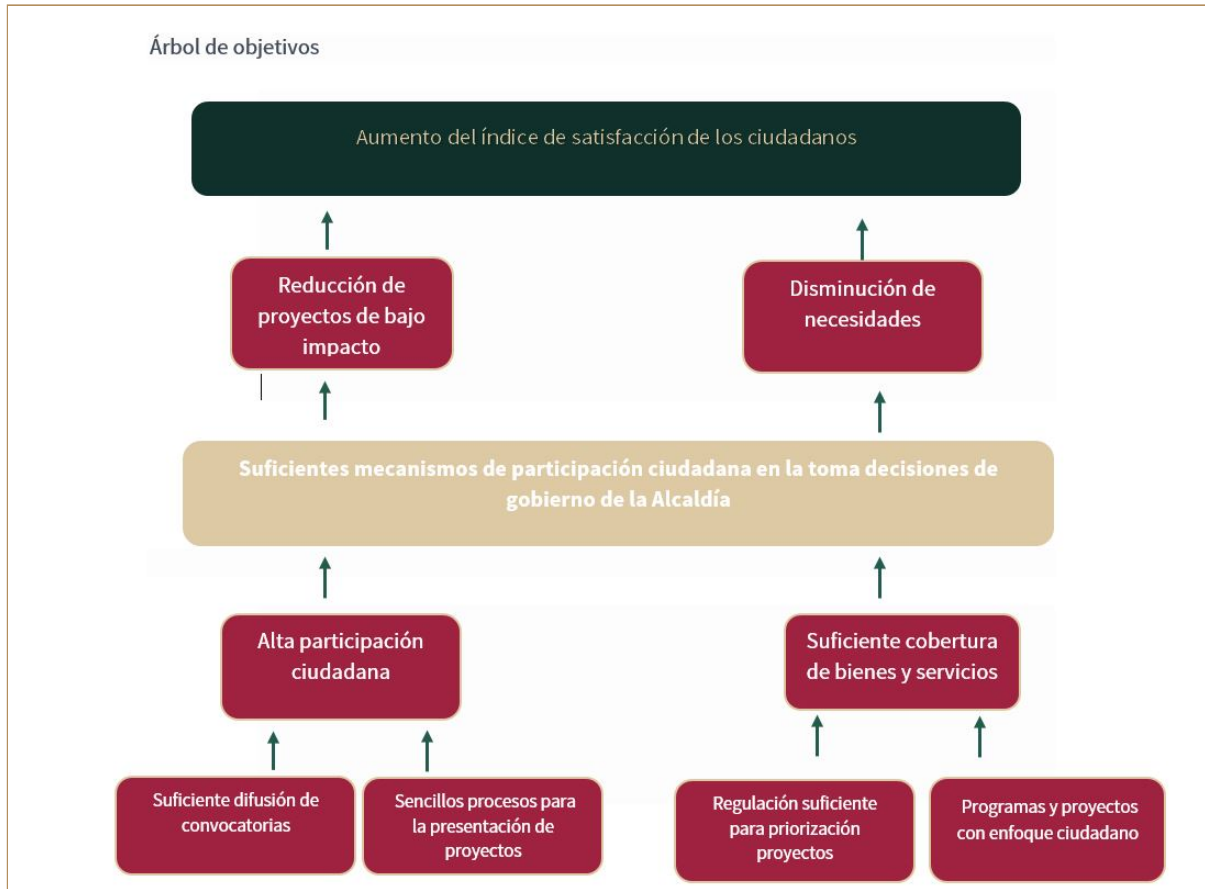 Árbol de objetivos
Aumento del índice de satisfacción de los ciudadanos
Reducción de
proyectos de bajo
impacto
Disminución de
necesidades
Suficientes mecanismos de participación ciudadana en la toma decisiones de
gobierno de la Alcaldía
Alta participación
ciudadana
Suficiente cobertura
de bienes y servicios
Suficiente difusión de
convocatorias
Sencillos procesos para
la presentación de
proyectos
Regulación suficiente
para priorización
proyectos
Programas y proyectos
con enfoque ciudadano